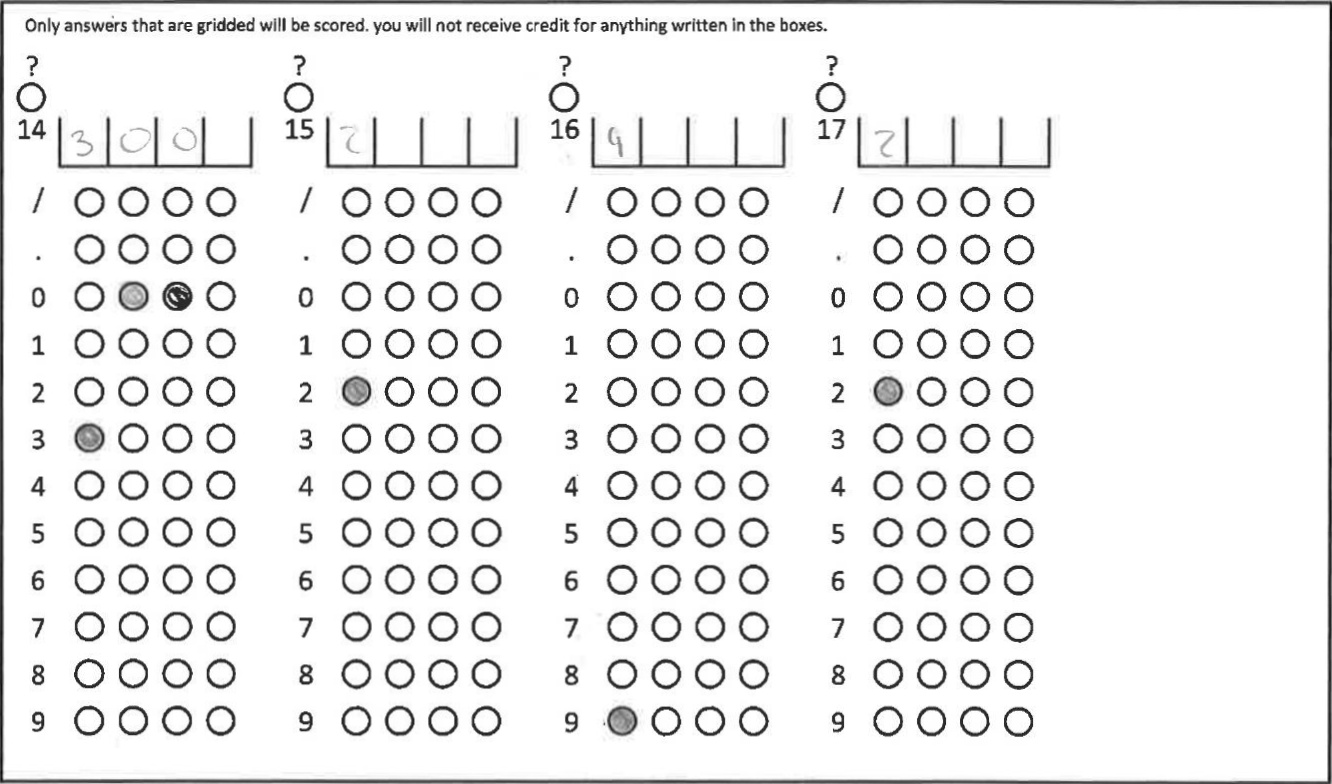 Only answers that are gridded will be scored. you will not receive credit for anything written in the boxes.
? ? ? ?
14 3 0 0 15 2 16 9 17 2
/ / / /
. . . .
0 0 0 0
1 1 1 1
2 2 2 2
3 3 3 3
4 4 4 4
5 5 5 5
6 6 6 6
7 7 7 7
8 8 8 8
9 9 9 9